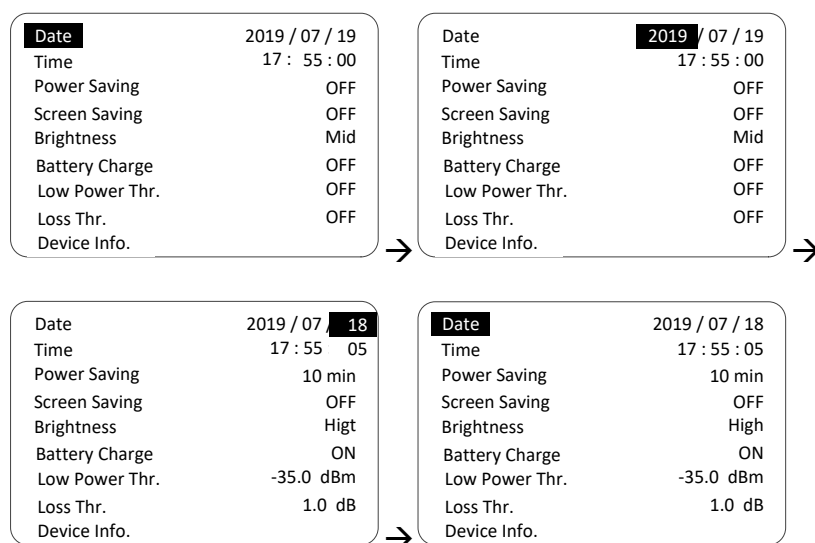 Date 2019 / 07 / 19
Time 17 : 55 : 00
Power Saving OFF
Screen Saving OFF
Brightness Mid
Battery Charge OFF
Low Power Thr. OFF
Loss Thr. OFF
Device Info.
→
Date 2019 / 07 / 19
Time 17 : 55 : 00
Power Saving OFF
Screen Saving OFF
Brightness Mid
Battery Charge OFF
Low Power Thr. OFF
Loss Thr. OFF
Device Info.
→
Date 2019 / 07 / 18
Time 17 : 55 05
Power Saving 10 min
Screen Saving OFF
Brightness Higt
Battery Charge ON
Low Power Thr. -35.0 dBm
Loss Thr. 1.0 dB
Device Info.
→
Date 2019 / 07 / 18
Time 17 : 55 : 05
Power Saving 10 min
Screen Saving OFF
Brightness High
Battery Charge ON
Low Power Thr. -35.0 dBm
Loss Thr. 1.0 dB
Device Info.